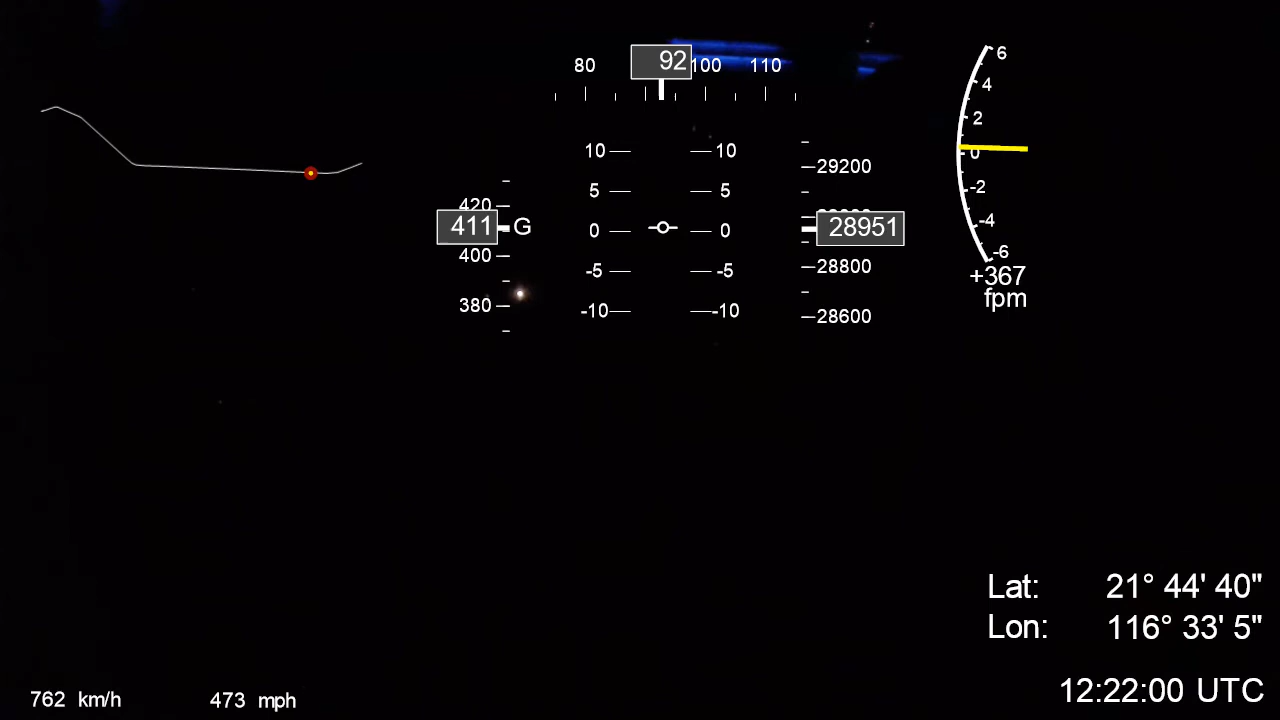 80 92 100 110
6
4
2
0
-2
-4
-6
10 10
5 5
0 0
-5 -5
-10 -10
420
411 G
400
380
29200
28951
28800
28600
+367
fpm
Lat: 21° 44' 40"
Lon: 116° 33' 5"
12:22:00 UTC
762 km/h 473 mph